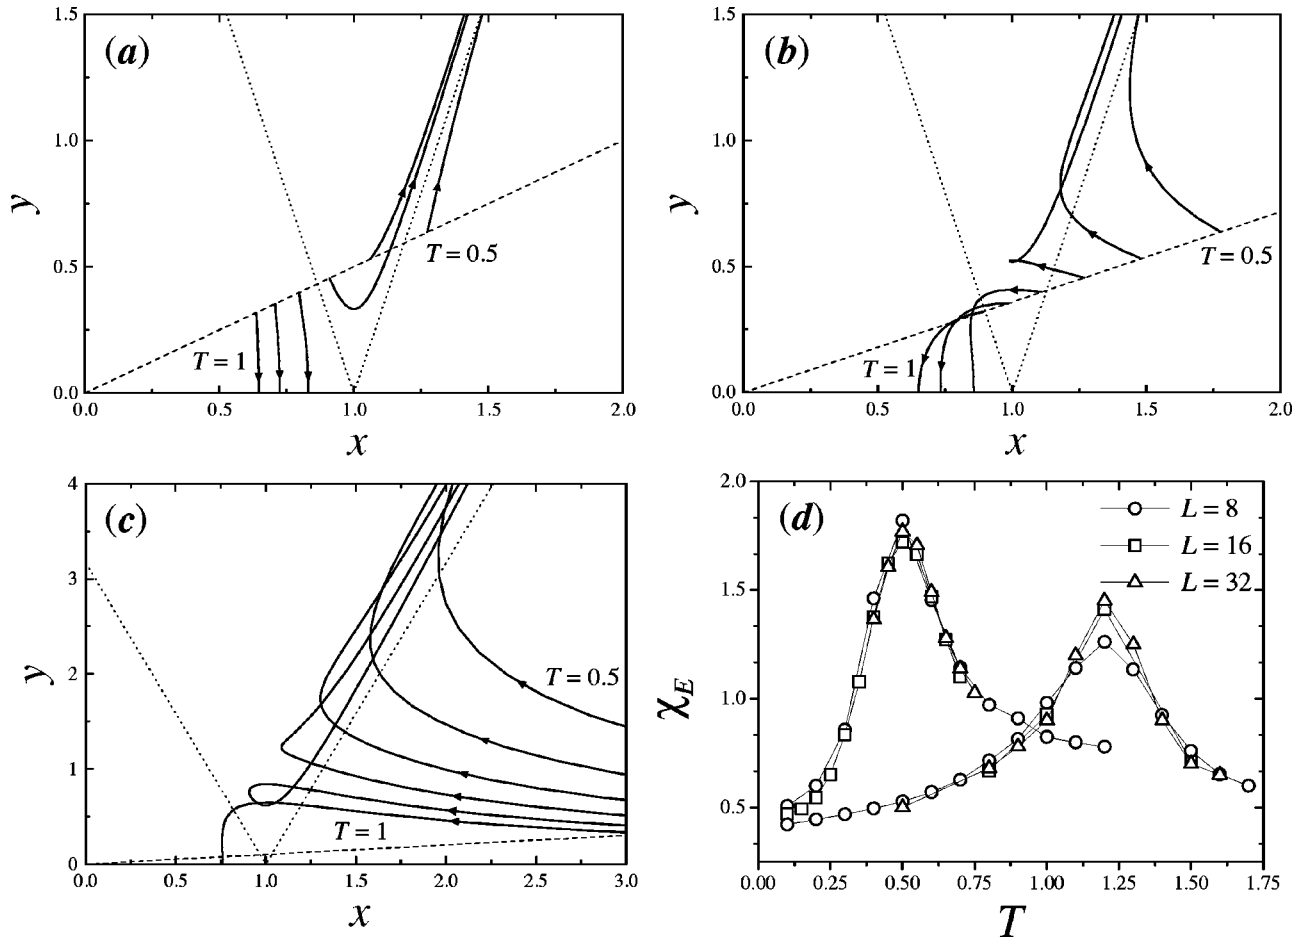 (a)
1.5
1.0
0.5
0.0
y
T = 0.5
T = 1
0.0 0.5 1.0 1.5 2.0
x
(b)
1.5
1.0
0.5
0.0
y
T = 0.5
T = 1
0.0 0.5 1.0 1.5 2.0
x
(c)
4
3
2
1
0
y
T = 0.5
T = 1
0.0 0.5 1.0 1.5 2.0 2.5 3.0
x
(d)
2.0
1.5
1.0
0.5
χE
L = 8
L = 16
L = 32
0.00 0.25 0.50 0.75 1.00 1.25 1.50 1.75
T